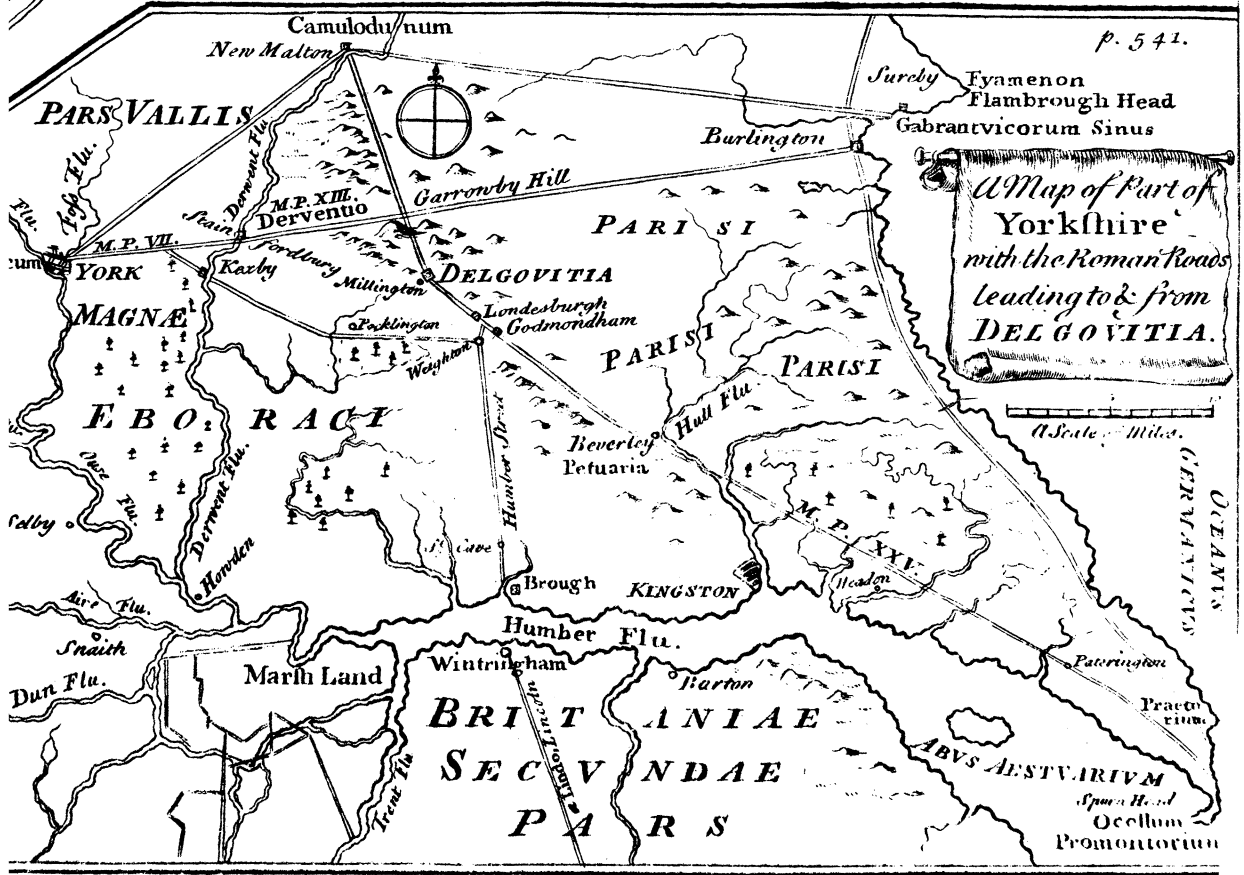 Camulodunum
New Malton
p. 541.
Sureby
Fyamenon
Flambrough Head
Gabrantvicorum Sinus
PARS VALLIS
Foss Flu.
Derwent Flu
Burlington
Garrowby Hill
M.P. XIII.
Derventio
Stain
Fordbury
Flu.
M.P. VII.
YORK
Kexby
Millington
DELGOVITIA
PARISI
A Map of Part of
Yorkſhire
with the Roman Roads
leading to & from
DELGOVITIA.
MAGNÆ
Pocklington
Londesburgh
Godmondham
Weighton
PARISI
PARISI
EBORACI
Hull Flu
A Scale of Miles.
Humber Street
Beverley
Petuaria
Ouse Flu.
Derwent Flu.
OCEANUS
GERMANICUS
Selby
Howden
M. P. XXV
Cave
Brough
KINGSTON
Headon
Aire Flu.
Snaith
Humber Flu.
Marſh Land
Wintringham
Barton
Paterington
Dun Flu.
Praeto
rium
BRITANIAE
SECVNDAE
PARS
Lindo Lincoln
Trent Flu
ABVS AESTVARIVM
Spurn Head
Ocellum
Promontorium